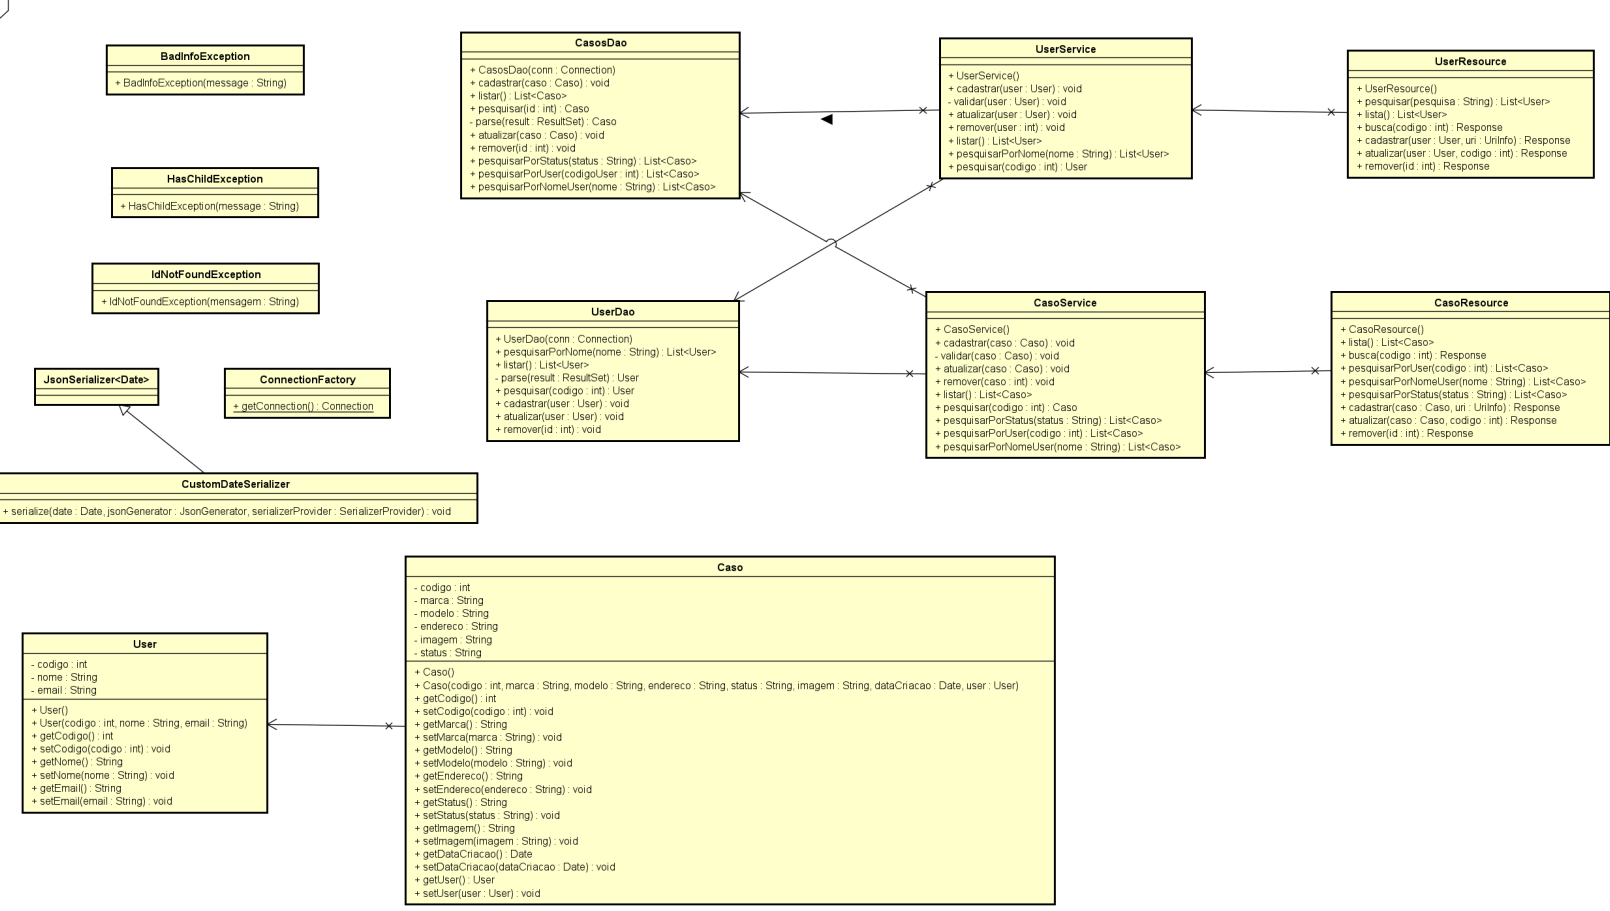 BadInfoException
+ BadInfoException(message : String)
HasChildException
+ HasChildException(message : String)
IdNotFoundException
+ IdNotFoundException(mensagem : String)
JsonSerializer<Date>
ConnectionFactory
+ getConnection() : Connection
CustomDateSerializer
+ serialize(date : Date, jsonGenerator : JsonGenerator, serializerProvider : SerializerProvider) : void
CasosDao
+ CasosDao(conn : Connection)
+ cadastrar(caso : Caso) : void
+ listar() : List<Caso>
+ pesquisar(id : int) : Caso
- parse(result : ResultSet) : Caso
+ atualizar(caso : Caso) : void
+ remover(id : int) : void
+ pesquisarPorStatus(status : String) : List<Caso>
+ pesquisarPorUser(codigoUser : int) : List<Caso>
+ pesquisarPorNomeUser(nome : String) : List<Caso>
UserService
+ UserService()
+ cadastrar(user : User) : void
- validar(user : User) : void
+ atualizar(user : User) : void
+ remover(user : int) : void
+ listar() : List<User>
+ pesquisarPorNome(nome : String) : List<User>
+ pesquisar(codigo : int) : User
UserResource
+ UserResource()
+ pesquisar(pesquisa : String) : List<User>
+ lista() : List<User>
+ busca(codigo : int) : Response
+ cadastrar(user : User, uri : UriInfo) : Response
+ atualizar(user : User, codigo : int) : Response
+ remover(id : int) : Response
UserDao
+ UserDao(conn : Connection)
+ pesquisarPorNome(nome : String) : List<User>
+ listar() : List<User>
- parse(result : ResultSet) : User
+ pesquisar(codigo : int) : User
+ cadastrar(user : User) : void
+ atualizar(user : User) : void
+ remover(id : int) : void
CasoService
+ CasoService()
+ cadastrar(caso : Caso) : void
- validar(caso : Caso) : void
+ atualizar(caso : Caso) : void
+ remover(caso : int) : void
+ listar() : List<Caso>
+ pesquisar(codigo : int) : Caso
+ pesquisarPorStatus(status : String) : List<Caso>
+ pesquisarPorUser(codigo : int) : List<Caso>
+ pesquisarPorNomeUser(nome : String) : List<Caso>
CasoResource
+ CasoResource()
+ lista() : List<Caso>
+ busca(codigo : int) : Response
+ pesquisarPorUser(codigo : int) : List<Caso>
+ pesquisarPorNomeUser(nome : String) : List<Caso>
+ pesquisarPorStatus(status : String) : List<Caso>
+ cadastrar(caso : Caso, uri : UriInfo) : Response
+ atualizar(caso : Caso, codigo : int) : Response
+ remover(id : int) : Response
User
- codigo : int
- nome : String
- email : String
+ User()
+ User(codigo : int, nome : String, email : String)
+ getCodigo() : int
+ setCodigo(codigo : int) : void
+ getNome() : String
+ setNome(nome : String) : void
+ getEmail() : String
+ setEmail(email : String) : void
Caso
- codigo : int
- marca : String
- modelo : String
- endereco : String
- imagem : String
- status : String
+ Caso()
+ Caso(codigo : int, marca : String, modelo : String, endereco : String, status : String, imagem : String, dataCriacao : Date, user : User)
+ getCodigo() : int
+ setCodigo(codigo : int) : void
+ getMarca() : String
+ setMarca(marca : String) : void
+ getModelo() : String
+ setModelo(modelo : String) : void
+ getEndereco() : String
+ setEndereco(endereco : String) : void
+ getStatus() : String
+ setStatus(status : String) : void
+ getImagem() : String
+ setImagem(imagem : String) : void
+ getDataCriacao() : Date
+ setDataCriacao(dataCriacao : Date) : void
+ getUser() : User
+ setUser(user : User) : void